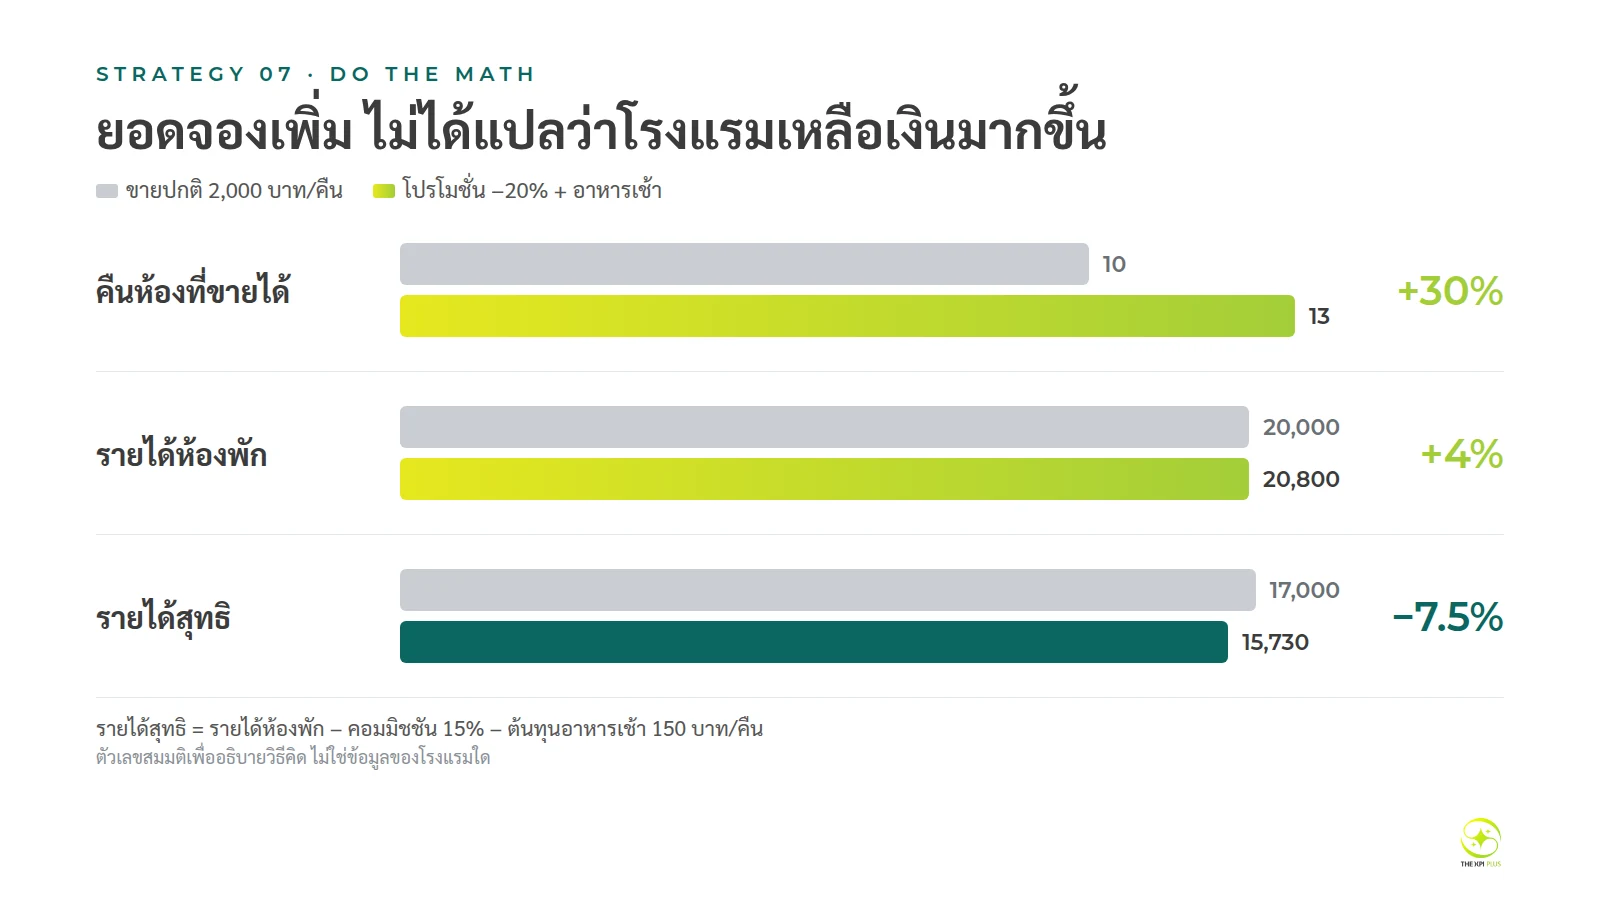 STRATEGY 07 · DO THE MATH
ยอดจองเพิ่ม ไม่ได้แปลว่าโรงแรมเหลือเงินมากขึ้น
ขายปกติ 2,000 บาท/คืน โปรโมชั่น −20% + อาหารเช้า
คืนห้องที่ขายได้
10
13
+30%
รายได้ห้องพัก
20,000
20,800
+4%
รายได้สุทธิ
17,000
15,730
−7.5%
รายได้สุทธิ = รายได้ห้องพัก − คอมมิชชัน 15% − ต้นทุนอาหารเช้า 150 บาท/คืน
ตัวเลขสมมติเพื่ออธิบายวิธีคิด ไม่ใช่ข้อมูลของโรงแรมใด
THE KPI PLUS